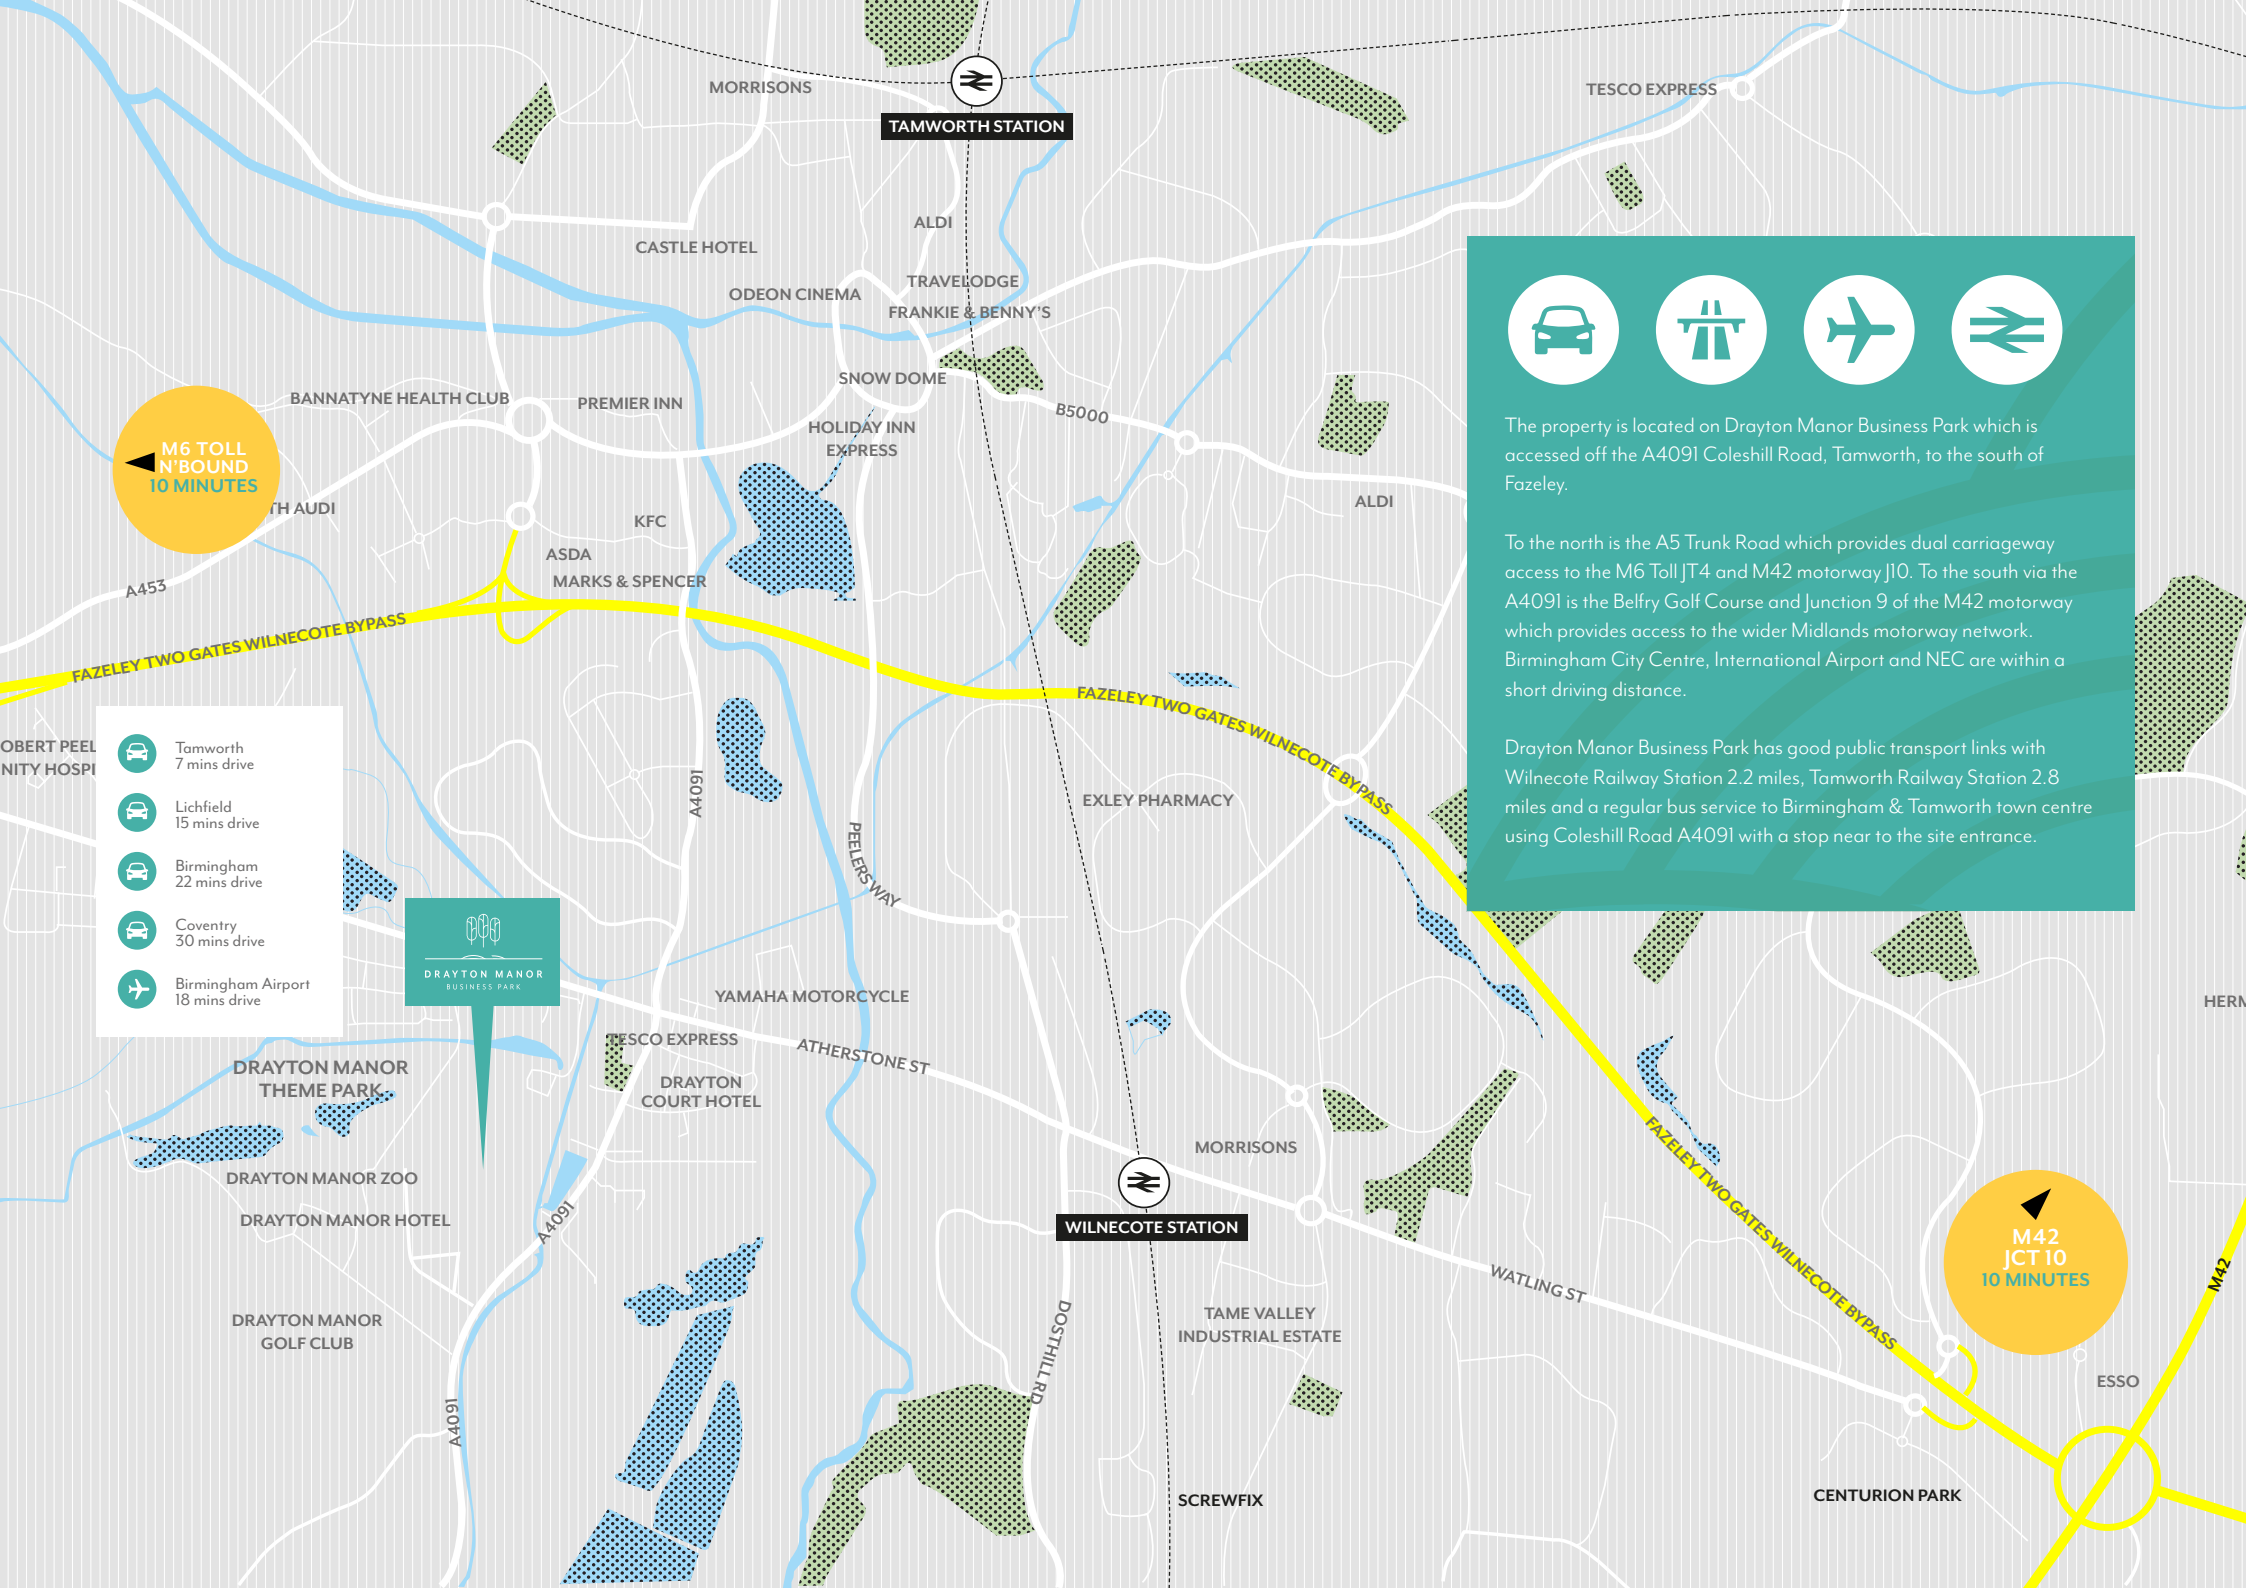 MORRISONS
TAMWORTH STATION
TESCO EXPRESS
ALDI
CASTLE HOTEL
TRAVELODGE
ODEON CINEMA
FRANKIE & BENNY'S
SNOW DOME
BANNATYNE HEALTH CLUB
PREMIER INN
B5000
HOLIDAY INN
EXPRESS
M6 TOLL
N'BOUND
10 MINUTES
TH AUDI
KFC
ALDI
ASDA
MARKS & SPENCER
A453
FAZELEY TWO GATES WILNECOTE BYPASS
FAZELEY TWO GATES WILNECOTE BYPASS
The property is located on Drayton Manor Business Park which is
accessed off the A4091 Coleshill Road, Tamworth, to the south of
Fazeley.
To the north is the A5 Trunk Road which provides dual carriageway
access to the M6 Toll JT4 and M42 motorway J10. To the south via the
A4091 is the Belfry Golf Course and Junction 9 of the M42 motorway
which provides access to the wider Midlands motorway network.
Birmingham City Centre, International Airport and NEC are within a
short driving distance.
Drayton Manor Business Park has good public transport links with
Wilnecote Railway Station 2.2 miles, Tamworth Railway Station 2.8
miles and a regular bus service to Birmingham & Tamworth town centre
using Coleshill Road A4091 with a stop near to the site entrance.
OBERT PEEL
NITY HOSPI
Tamworth
7 mins drive
Lichfield
15 mins drive
Birmingham
22 mins drive
Coventry
30 mins drive
Birmingham Airport
18 mins drive
A4091
PEELERS WAY
EXLEY PHARMACY
DRAYTON MANOR
BUSINESS PARK
YAMAHA MOTORCYCLE
HERM
TESCO EXPRESS
ATHERSTONE ST
DRAYTON MANOR
THEME PARK
DRAYTON
COURT HOTEL
MORRISONS
DRAYTON MANOR ZOO
DRAYTON MANOR HOTEL
A4091
WILNECOTE STATION
FAZELEY TWO GATES WILNECOTE BYPASS
M42
JCT 10
10 MINUTES
M42
WATLING ST
DRAYTON MANOR
GOLF CLUB
DOSTHILL RD
TAME VALLEY
INDUSTRIAL ESTATE
ESSO
A4091
SCREWFIX
CENTURION PARK